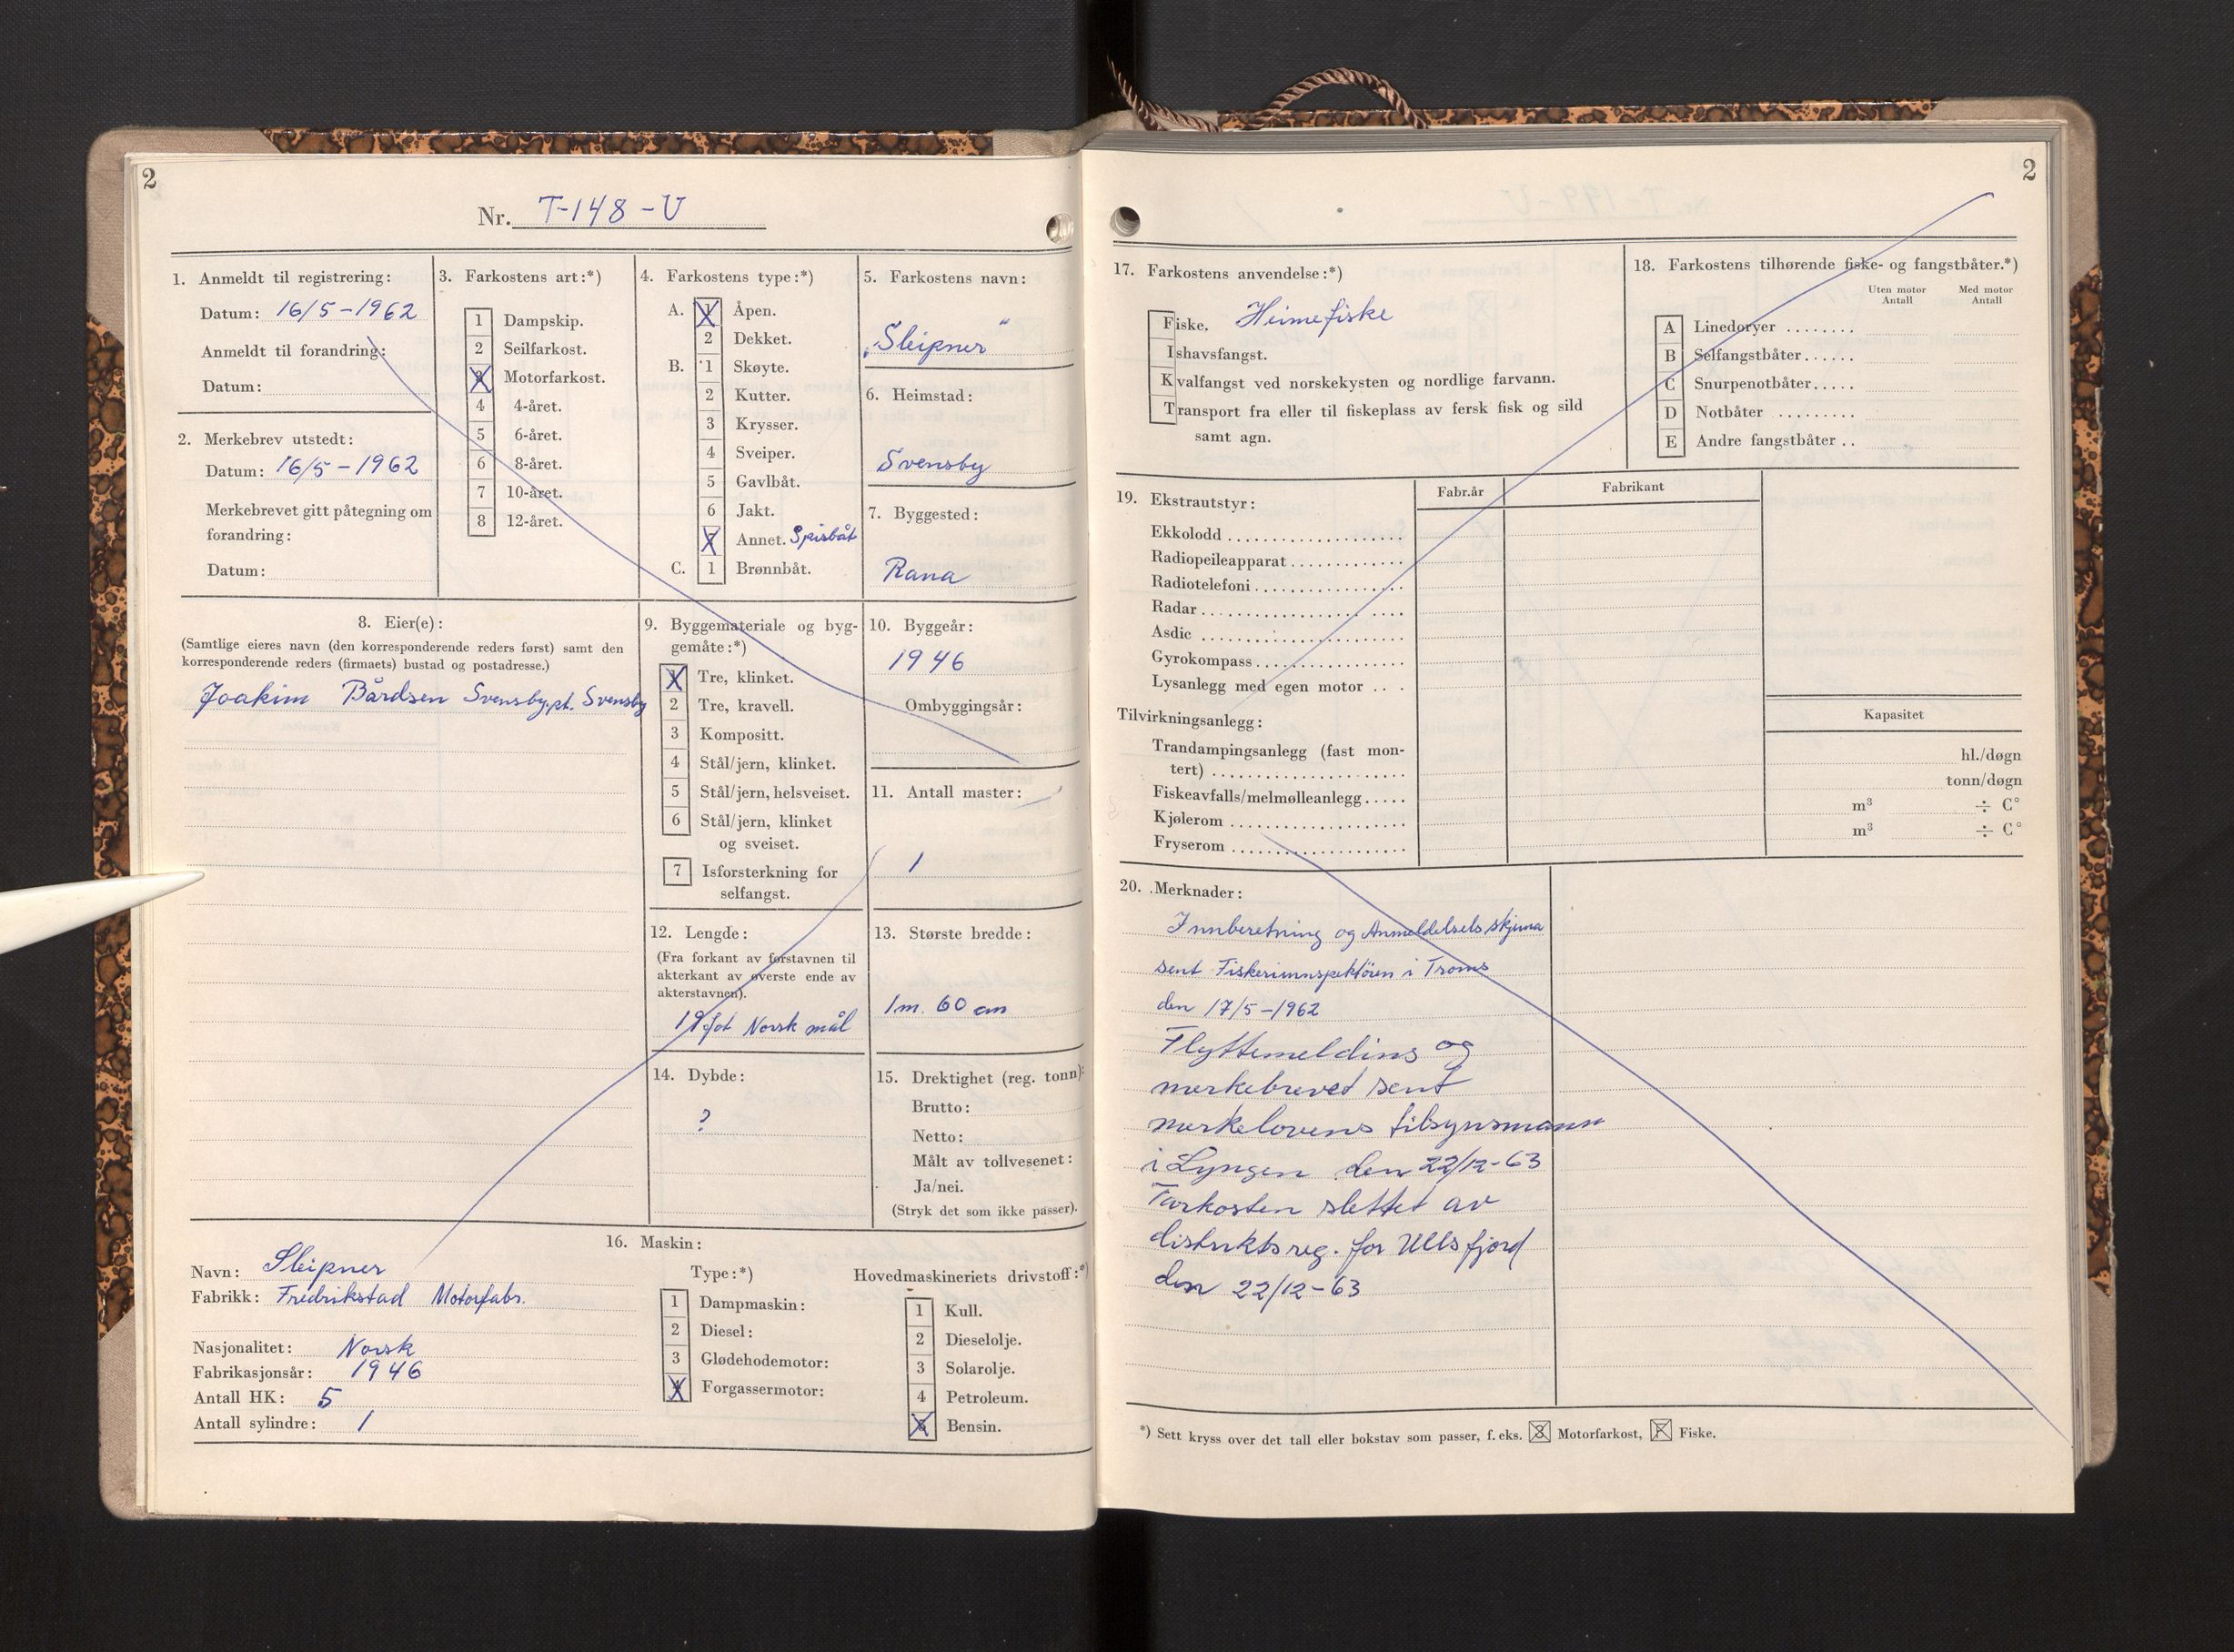 2
Nr. T-148-U
1. Anmeldt til registrering:
Datum: 16/5-1962
Anmeldt til forandring:
Datum:
2. Merkebrev utstedt:
Datum: 16/5-1962
Merkebrevet gitt påtegning om
forandring:
Datum:
3. Farkostens art:*)
1 Dampskip.
2 Seilfarkost.
3 Motorfarkost.
4 4-året.
5 6-året.
6 8-året.
7 10-året.
8 12-året.
4. Farkostens type:*)
A. 1 Åpen.
2 Dekket.
B. 1 Skøyte.
2 Kutter.
3 Krysser.
4 Sveiper.
5 Gavlbåt.
6 Jakt.
7 Annet. Spisbåt
C. 1 Brønnbåt.
5. Farkostens navn:
„Sleipner"
6. Heimstad:
Svensby
7. Byggested:
Rana
8. Eier(e):
(Samtlige eieres navn (den korresponderende reders først) samt den
korresponderende reders (firmaets) bustad og postadresse.)
Joakim Bårdsen Svensby. pt. Svensby
9. Byggemateriale og byg-
gemåte:*)
1 Tre, klinket.
2 Tre, kravell.
3 Kompositt.
4 Stål/jern, klinket.
5 Stål/jern, helsveiset.
6 Stål/jern, klinket
og sveiset.
7 Isforsterkning for
selfangst.
10. Byggeår:
1946
Ombyggingsår:
11. Antall master:
1
12. Lengde:
(Fra forkant av forstavnen til
akterkant av øverste ende av
akterstavnen).
19 fot Norsk mål
13. Største bredde:
1 m. 60 cm
14. Dybde:
?
15. Drektighet (reg. tonn):
Brutto:
Netto:
Målt av tollvesenet:
Ja/nei.
(Stryk det som ikke passer).
16. Maskin:
Navn: Sleipner
Fabrikk: Fredrikstad Motorfabr.
Nasjonalitet: Norsk
Fabrikasjonsår: 1946
Antall HK: 5
Antall sylindre: 1
Type:*)
1 Dampmaskin:
2 Diesel:
3 Glødehodemotor:
4 Forgassermotor:
Hovedmaskineriets drivstoff:*)
1 Kull.
2 Dieselolje.
3 Solarolje.
4 Petroleum.
5 Bensin.
2
17. Farkostens anvendelse:*)
Fiske. Heimefiske
Ishavsfangst.
Kvalfangst ved norskekysten og nordlige farvann.
Transport fra eller til fiskeplass av fersk fisk og sild
samt agn.
18. Farkostens tilhørende fiske- og fangstbåter.*)
Uten motor Med motor
Antall Antall
A Linedoryer ........
B Selfangstbåter......
C Snurpenotbåter.....
D Notbåter .........
E Andre fangstbåter ..
19. Ekstrautstyr:
Fabr.år Fabrikant
Ekkolodd
Radiopeileapparat
Radiotelefoni
Radar
Asdic
Gyrokompass
Lysanlegg med egen motor
Tilvirkningsanlegg:
Kapasitet
Trandampingsanlegg (fast mon-
tert) hl./døgn
Fiskeavfalls/melmølleanlegg tonn/døgn
Kjølerom m³ ÷ C°
Fryserom m³ ÷ C°
20. Merknader:
Innberetning og Anmeldelsels skjema
sent Fiskeriinnspektören i Troms
den 17/5-1962
Flyttemelding og
merkebrevet sent
merkelovens tilsynsmann
i Lyngen den 22/12-63
Farkosten slettet av
distriktsreg. for Ullsfjord
den 22/12-63
*) Sett kryss over det tall eller bokstav som passer, f. eks. 3 Motorfarkost, F Fiske.